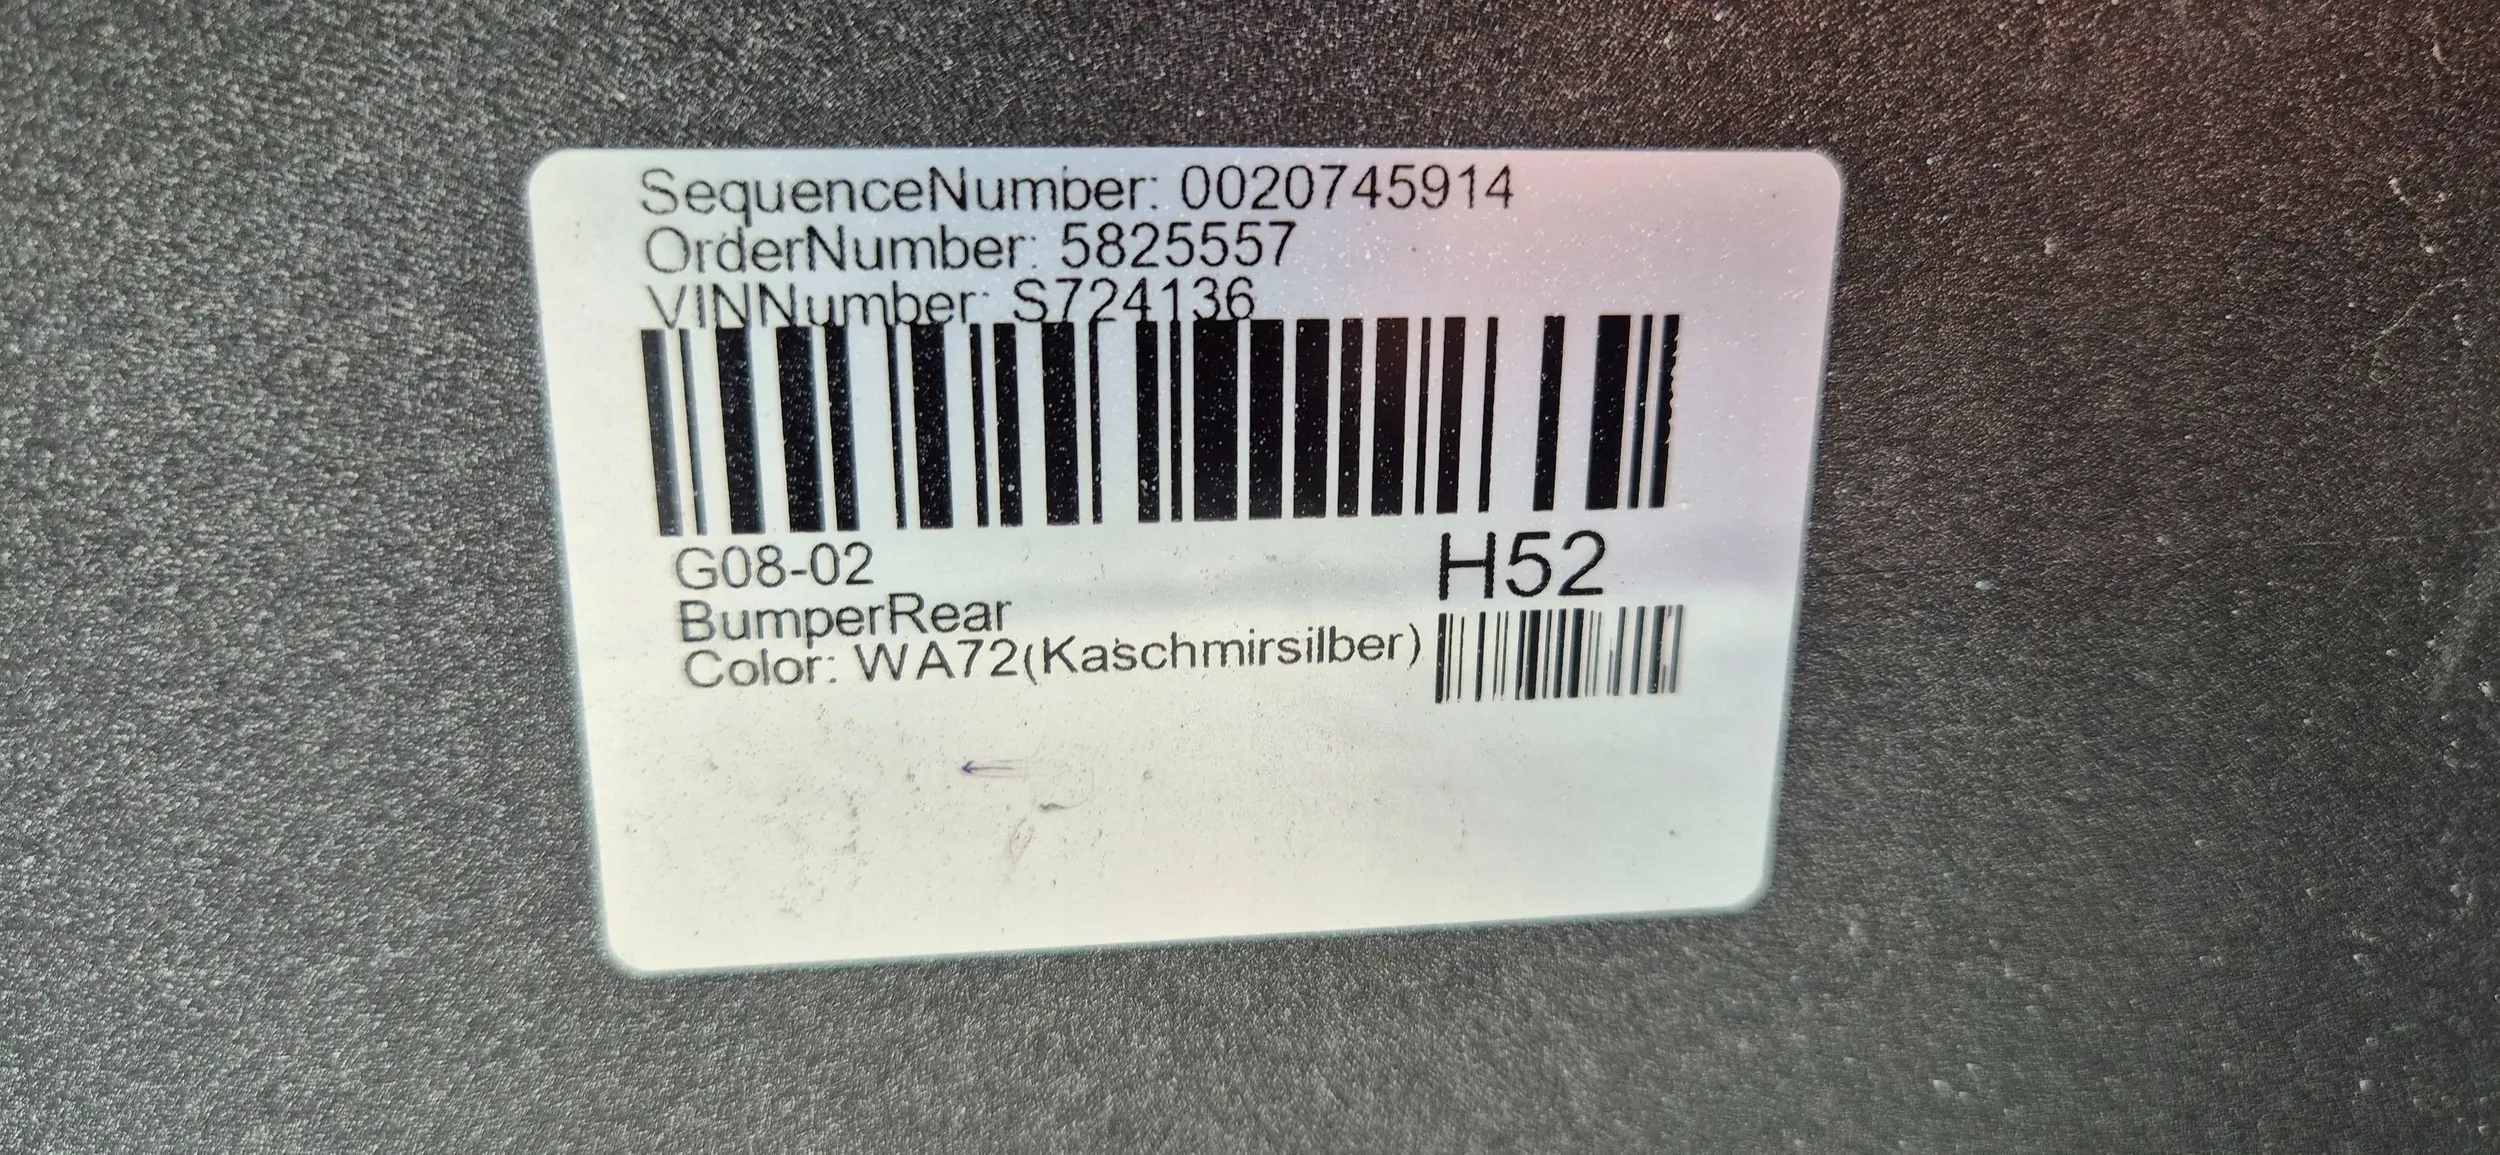 SequenceNumber: 0020745914
OrderNumber: 5825557
VINNumber: S724136
G08-02
H52
BumperRear
Color: WA72(Kaschmirsilber)